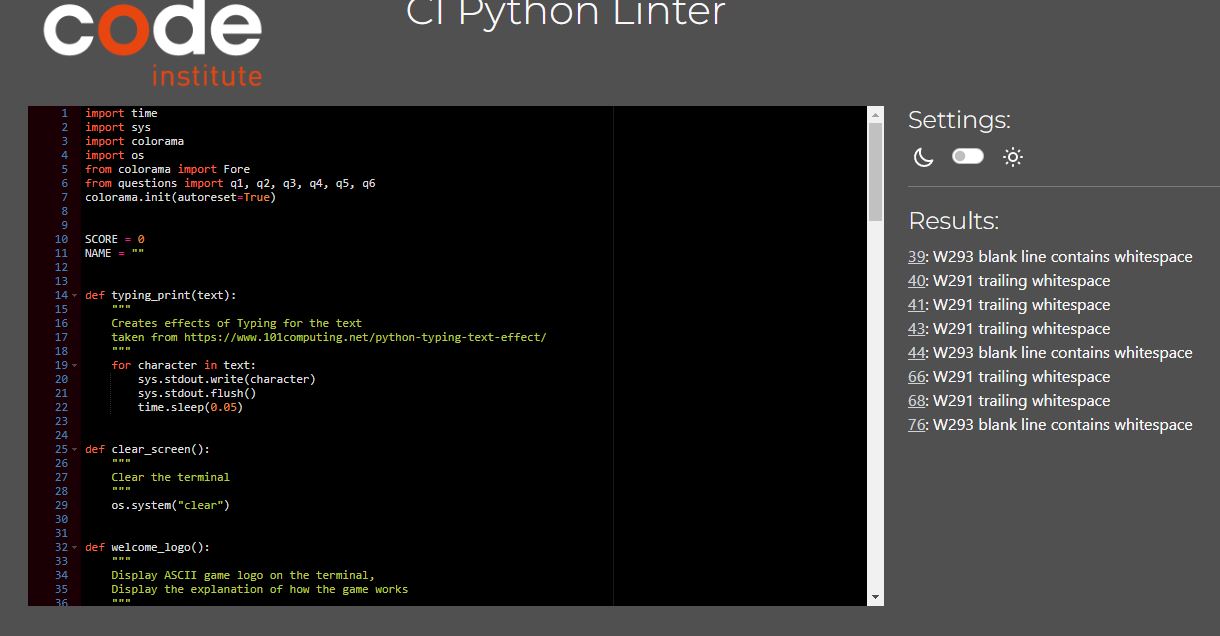 code
institute
CI Python Linter
1 import time
2 import sys
3 import colorama
4 import os
5 from colorama import Fore
6 from questions import q1, q2, q3, q4, q5, q6
7 colorama.init(autoreset=True)
8
9
10 SCORE = 0
11 NAME = ""
12
13
14 def typing_print(text):
15 """
16 Creates effects of Typing for the text
17 taken from https://www.101computing.net/python-typing-text-effect/
18 """
19 for character in text:
20 sys.stdout.write(character)
21 sys.stdout.flush()
22 time.sleep(0.05)
23
24
25 def clear_screen():
26 """
27 Clear the terminal
28 """
29 os.system("clear")
30
31
32 def welcome_logo():
33 """
34 Display ASCII game logo on the terminal,
35 Display the explanation of how the game works
36 """
Settings:
Results:
39: W293 blank line contains whitespace
40: W291 trailing whitespace
41: W291 trailing whitespace
43: W291 trailing whitespace
44: W293 blank line contains whitespace
66: W291 trailing whitespace
68: W291 trailing whitespace
76: W293 blank line contains whitespace